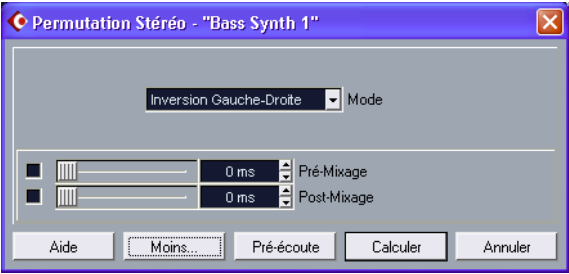 Permutation Stéréo - "Bass Synth 1"
Inversion Gauche-Droite Mode
0 ms Pré-Mixage
0 ms Post-Mixage
Aide Moins... Pré-écoute Calculer Annuler